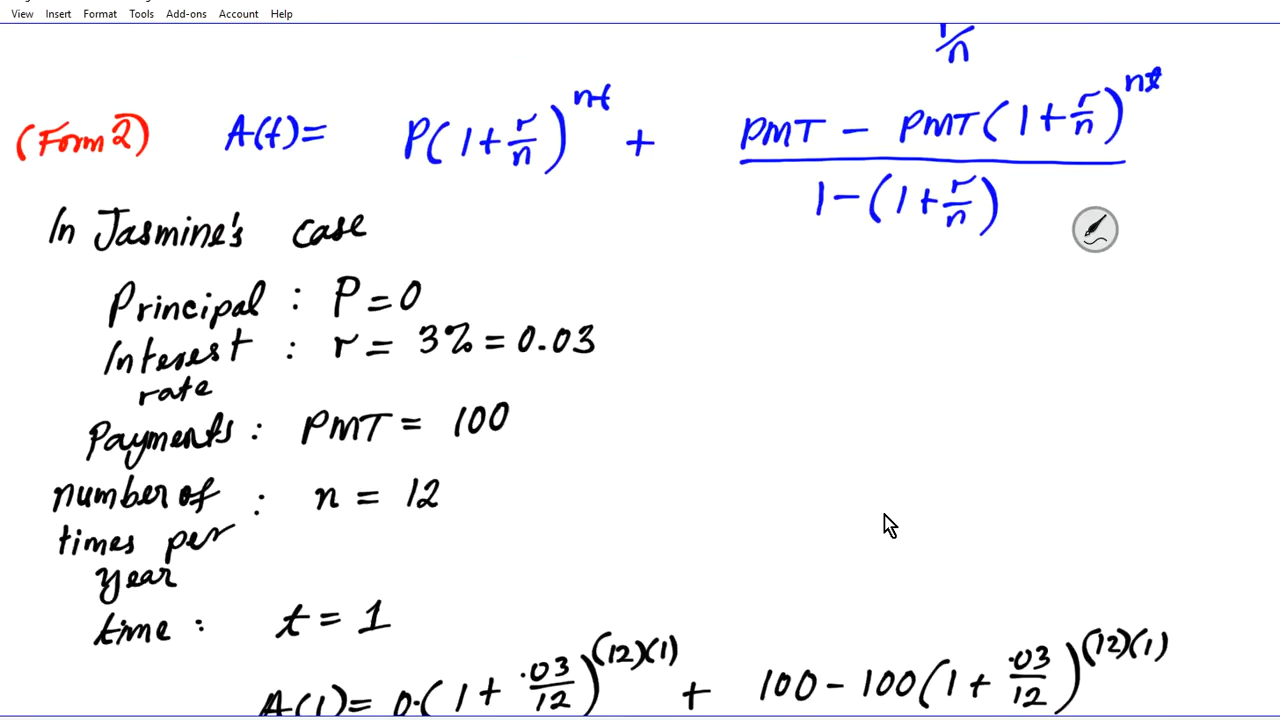 View Insert Format Tools Add-ons Account Help
r/n
(Form 2) A(t)= P(1+r/n)^nt + (PMT - PMT(1+r/n)^nt)/(1-(1+r/n))
In Jasmine's case
Principal : P=0
Interest rate : r = 3% = 0.03
Payments : PMT = 100
number of times per year : n = 12
time : t = 1
A(1)= 0·(1 + .03/12)^(12)(1) + 100 - 100(1 + .03/12)^(12)(1)